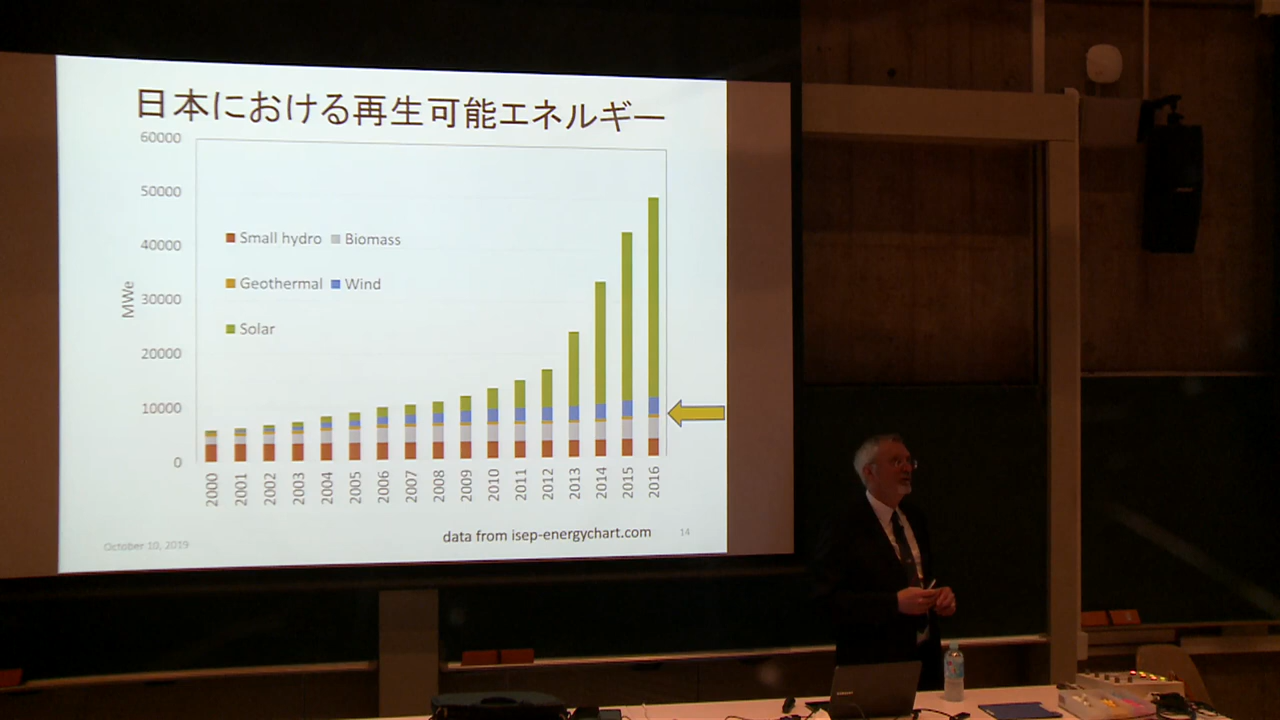 日本における再生可能エネルギー
60000
50000
40000
30000
20000
10000
0
MWe
Small hydro Biomass
Geothermal Wind
Solar
2000 2001 2002 2003 2004 2005 2006 2007 2008 2009 2010 2011 2012 2013 2014 2015 2016
data from isep-energychart.com
October 10, 2019
14